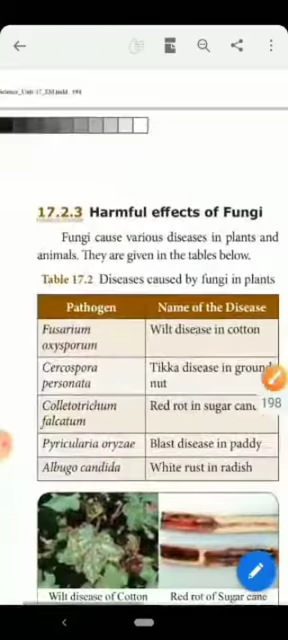 17.2.3 Harmful effects of Fungi
Fungi cause various diseases in plants and
animals. They are given in the tables below.
Table 17.2 Diseases caused by fungi in plants
Pathogen Name of the Disease
Fusarium Wilt disease in cotton
oxysporum
Cercospora Tikka disease in ground
personata nut
Colletotrichum Red rot in sugar can
falcatum
198
Pyricularia oryzae Blast disease in paddy
Albugo candida White rust in radish
Wilt disease of Cotton Red rot of Sugar cane